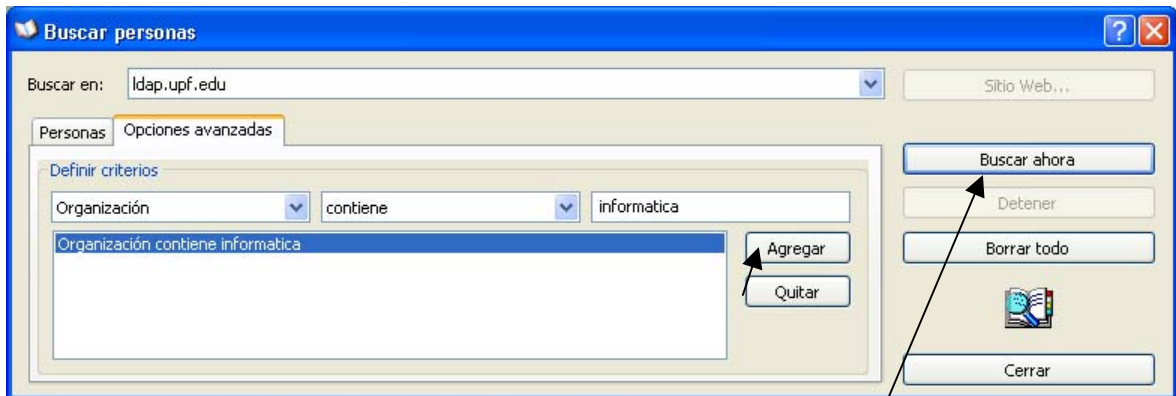 Buscar personas
Buscar en: ldap.upf.edu
Sitio Web...
Personas Opciones avanzadas
Definir criterios
Buscar ahora
Organización contiene informatica
Detener
Organización contiene informatica
Agregar
Borrar todo
Quitar
Cerrar